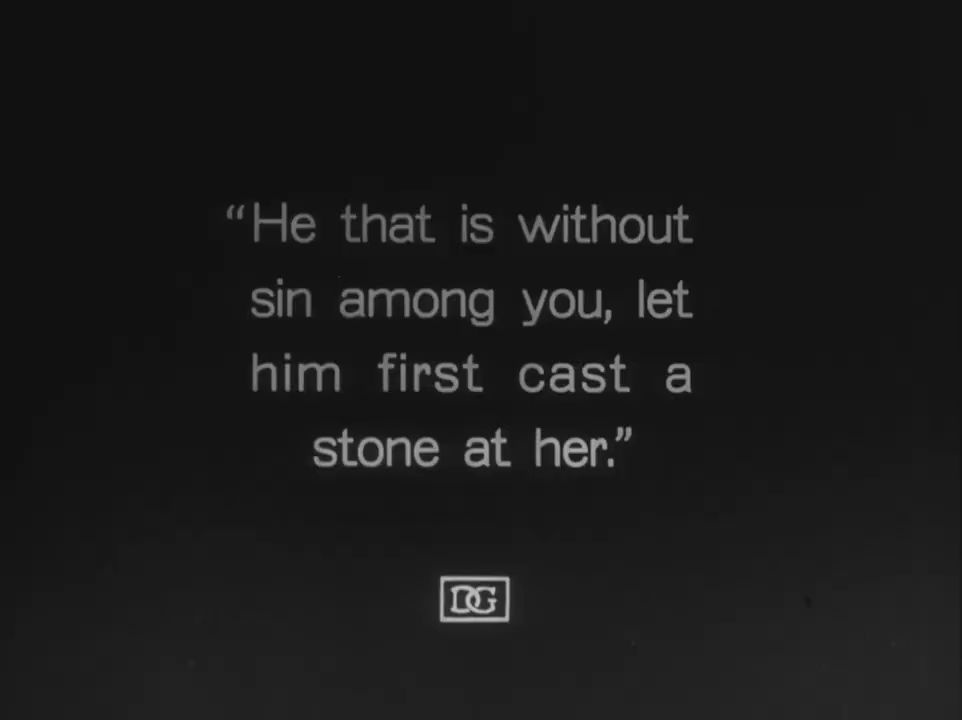 “He that is without
sin among you, let
him first cast a
stone at her.”
DG